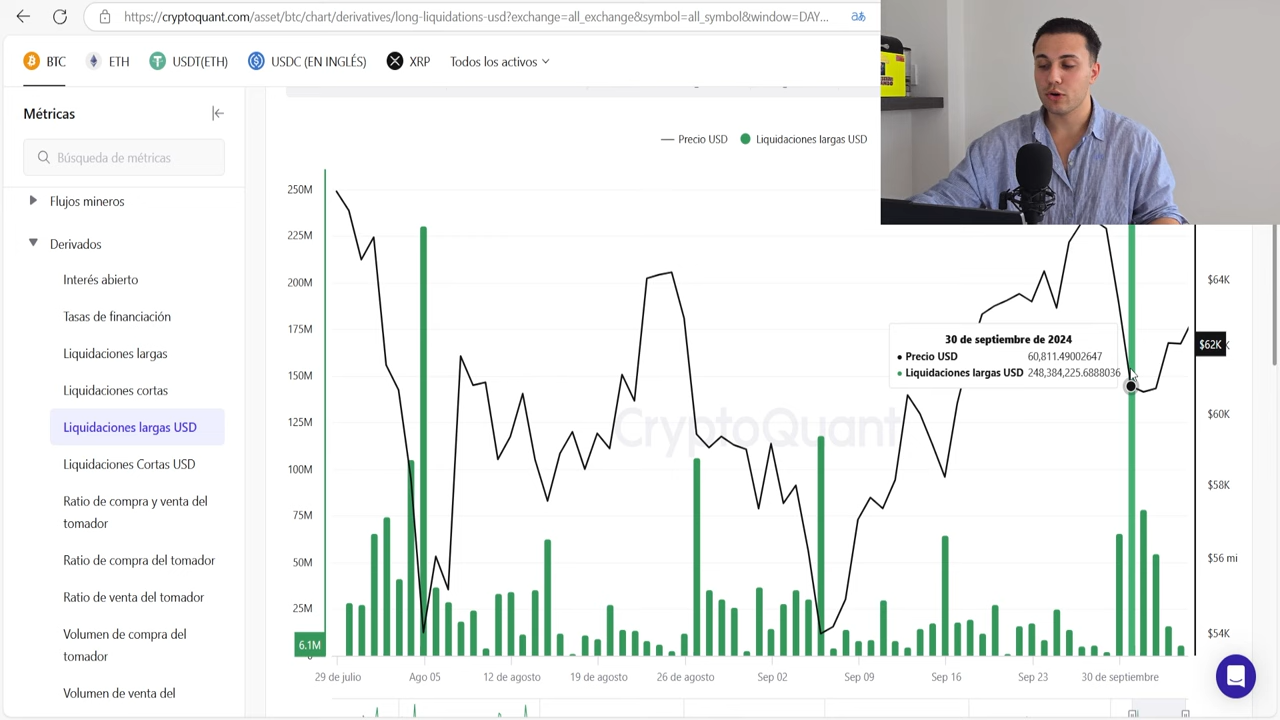 https://cryptoquant.com/asset/btc/chart/derivatives/long-liquidations-usd?exchange=all_exchange&symbol=all_symbol&window=DAY...
BTC
ETH
USDT(ETH)
USDC (EN INGLÉS)
XRP
Todos los activos
Métricas
Búsqueda de métricas
Flujos mineros
Derivados
Interés abierto
Tasas de financiación
Liquidaciones largas
Liquidaciones cortas
Liquidaciones largas USD
Liquidaciones Cortas USD
Ratio de compra y venta del
tomador
Ratio de compra del tomador
Ratio de venta del tomador
Volumen de compra del
tomador
Volumen de venta del
Precio USD
Liquidaciones largas USD
250M
225M
200M
175M
150M
125M
100M
75M
50M
25M
6.1M
$64K
$62K
$60K
$58K
$56 mi
$54K
CryptoQuant
30 de septiembre de 2024
Precio USD 60,811.49002647
Liquidaciones largas USD 248,384,225.6888036
29 de julio
Ago 05
12 de agosto
19 de agosto
26 de agosto
Sep 02
Sep 09
Sep 16
Sep 23
30 de septiembre